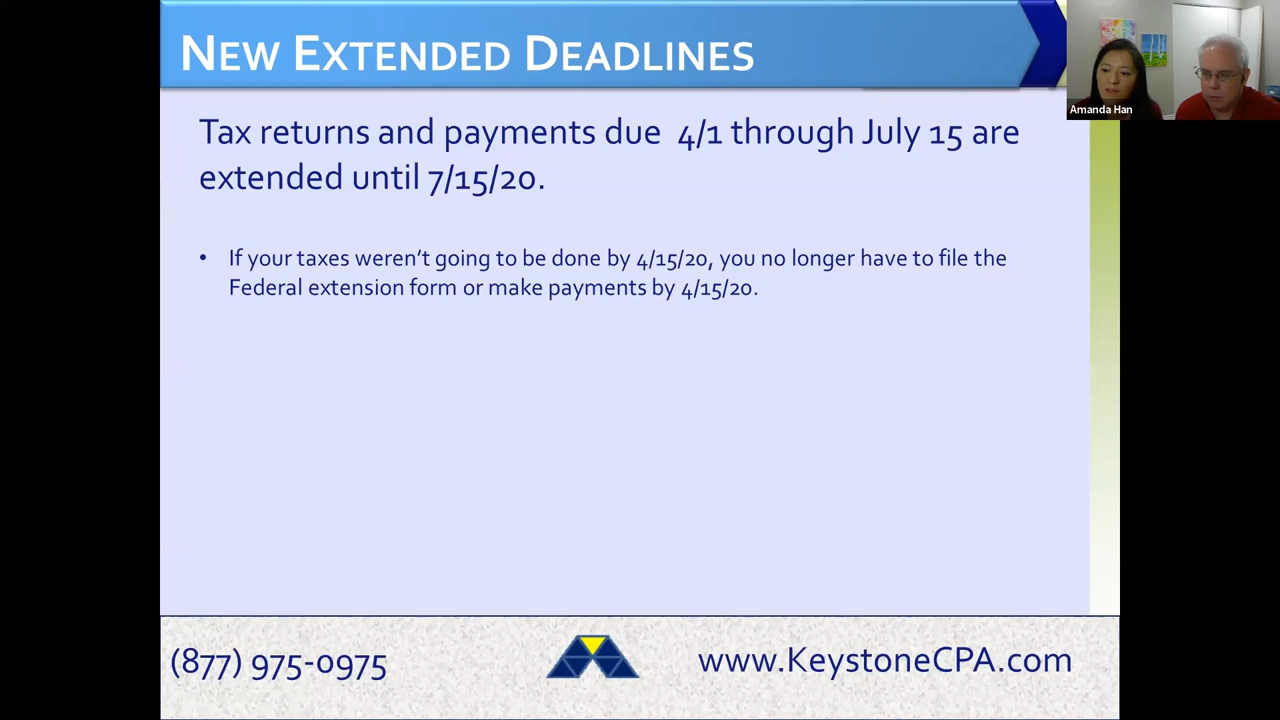 NEW EXTENDED DEADLINES
Amanda Han
Tax returns and payments due 4/1 through July 15 are
extended until 7/15/20.
• If your taxes weren't going to be done by 4/15/20, you no longer have to file the
Federal extension form or make payments by 4/15/20.
(877) 975-0975
www.KeystoneCPA.com